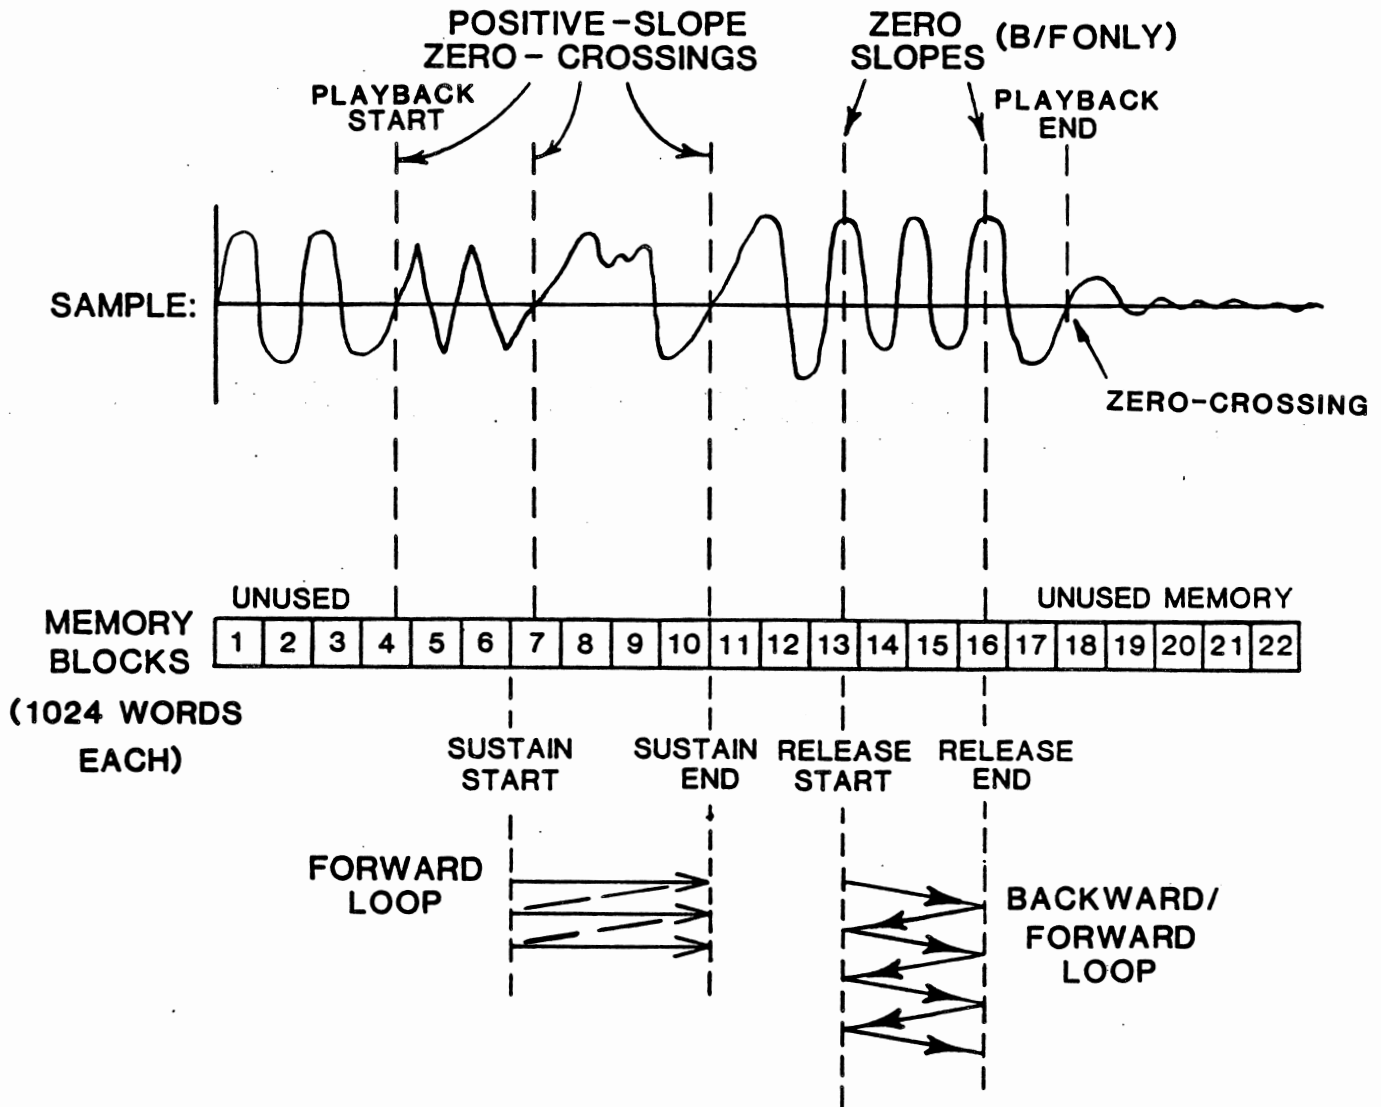 POSITIVE-SLOPE
ZERO- CROSSINGS
ZERO
SLOPES
(B/FONLY)
PLAYBACK
START
PLAYBACK
END
SAMPLE:
ZERO-CROSSING
UNUSED
UNUSED MEMORY
MEMORY
BLOCKS
1 2 3 4 5 6 7 8 9 10 11 12 13 14 15 16 17 18 19 20 21 22
(1024 WORDS
EACH)
SUSTAIN
START
SUSTAIN
END
RELEASE
START
RELEASE
END
FORWARD
LOOP
BACKWARD/
FORWARD
LOOP